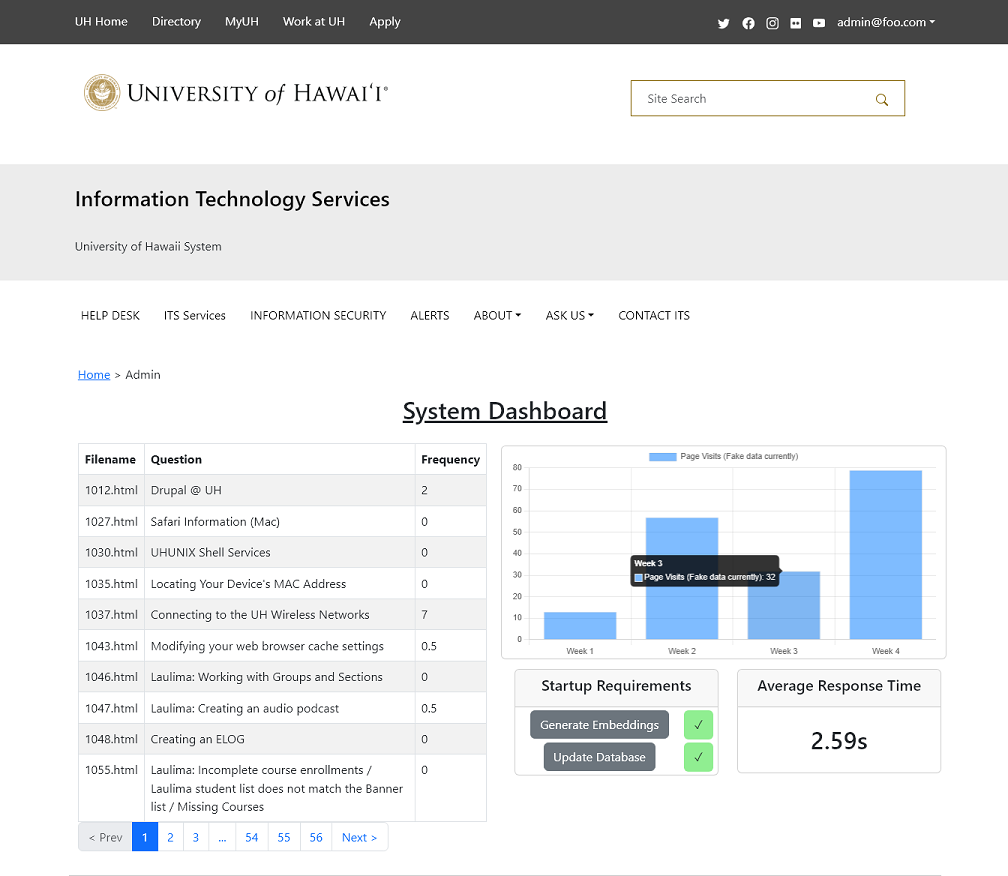 UH Home Directory MyUH Work at UH Apply admin@foo.com
UNIVERSITY of HAWAIʻI®
Site Search
Information Technology Services
University of Hawaii System
HELP DESK ITS Services INFORMATION SECURITY ALERTS ABOUT ASK US CONTACT ITS
Home > Admin
System Dashboard
Filename Question Frequency
1012.html Drupal @ UH 2
1027.html Safari Information (Mac) 0
1030.html UHUNIX Shell Services 0
1035.html Locating Your Device's MAC Address 0
1037.html Connecting to the UH Wireless Networks 7
1043.html Modifying your web browser cache settings 0.5
1046.html Laulima: Working with Groups and Sections 0
1047.html Laulima: Creating an audio podcast 0.5
1048.html Creating an ELOG 0
1055.html Laulima: Incomplete course enrollments / 0
Laulima student list does not match the Banner
list / Missing Courses
< Prev 1 2 3 ... 54 55 56 Next >
Page Visits (Fake data currently)
80
70
60
50
40
30
20
10
0
Week 3
Page Visits (Fake data currently): 32
Week 1 Week 2 Week 3 Week 4
Startup Requirements
Generate Embeddings ✓
Update Database ✓
Average Response Time
2.59s